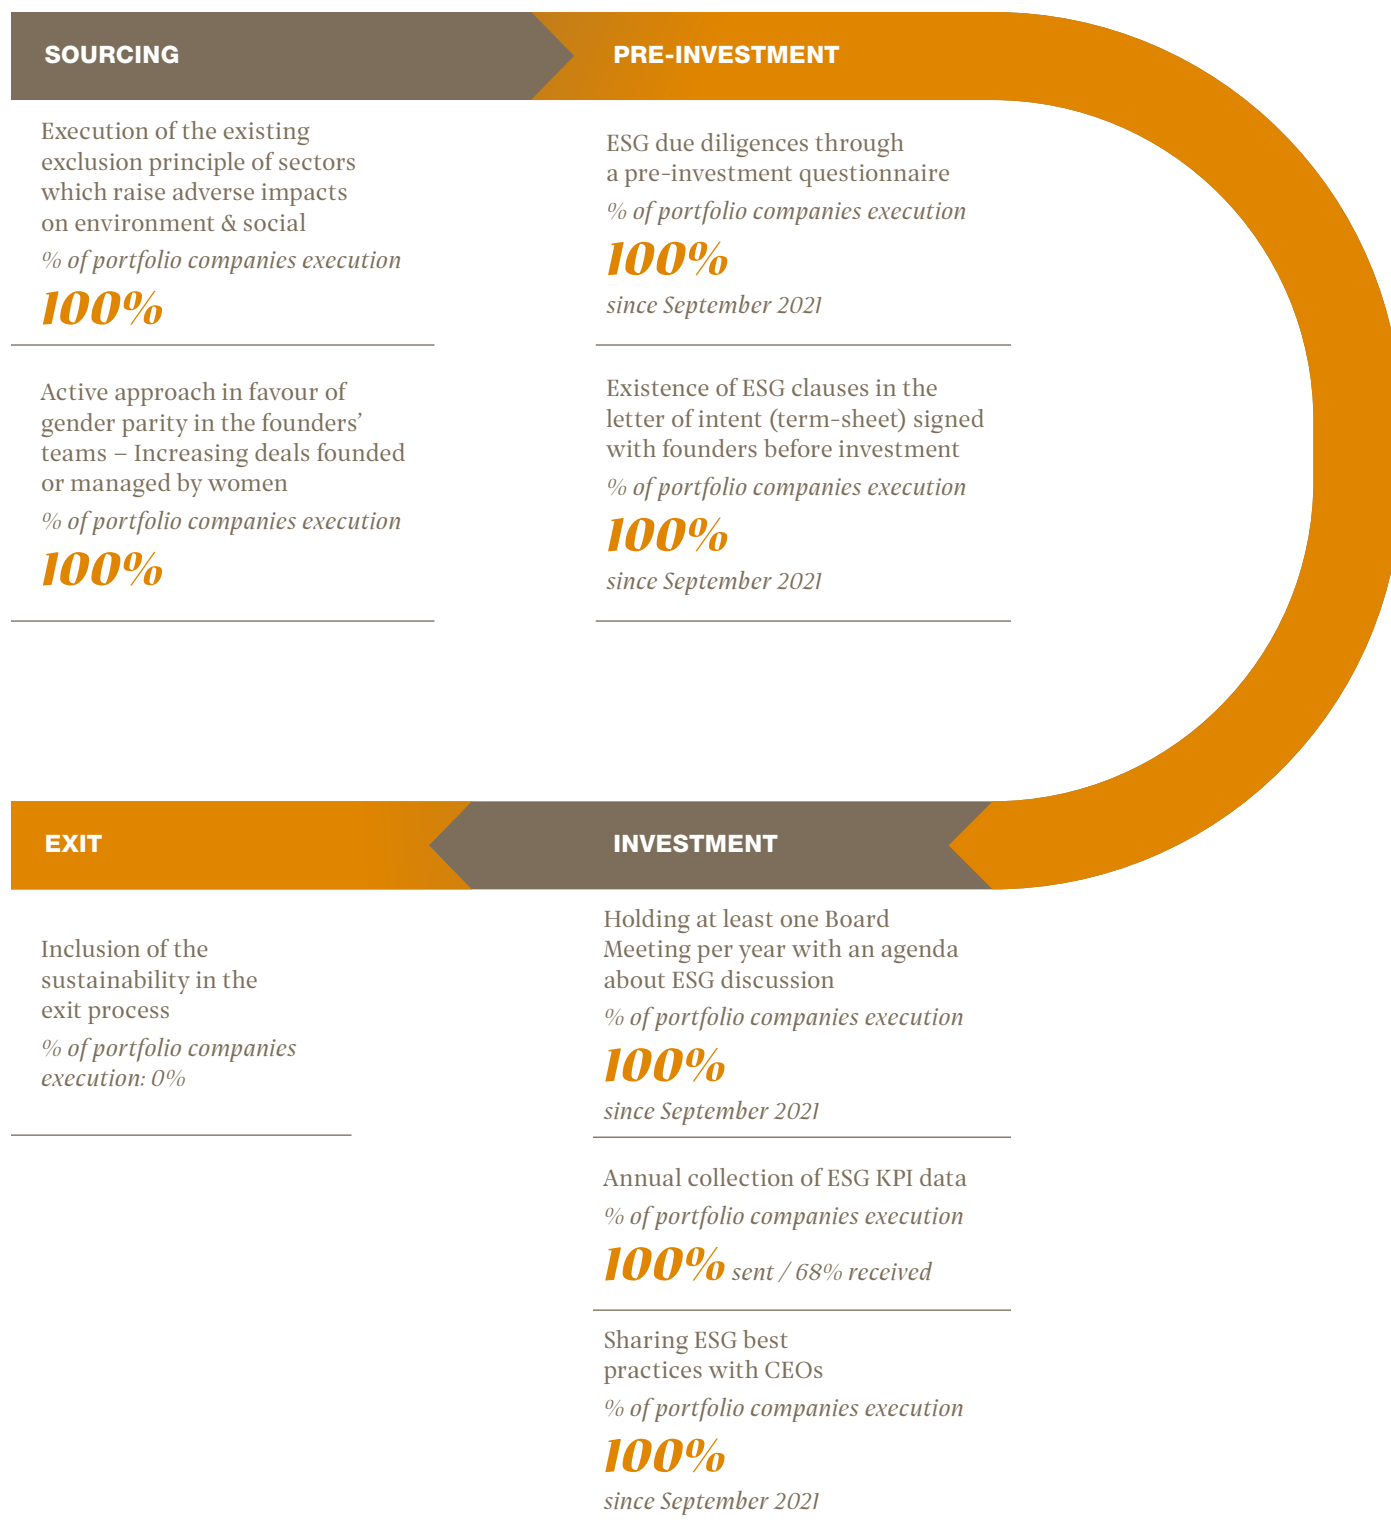 SOURCING
Execution of the existing
exclusion principle of sectors
which raise adverse impacts
on environment & social
% of portfolio companies execution
100%
Active approach in favour of
gender parity in the founders’
teams – Increasing deals founded
or managed by women
% of portfolio companies execution
100%
PRE-INVESTMENT
ESG due diligences through
a pre-investment questionnaire
% of portfolio companies execution
100%
since September 2021
Existence of ESG clauses in the
letter of intent (term-sheet) signed
with founders before investment
% of portfolio companies execution
100%
since September 2021
INVESTMENT
Holding at least one Board
Meeting per year with an agenda
about ESG discussion
% of portfolio companies execution
100%
since September 2021
Annual collection of ESG KPI data
% of portfolio companies execution
100% sent / 68% received
Sharing ESG best
practices with CEOs
% of portfolio companies execution
100%
since September 2021
EXIT
Inclusion of the
sustainability in the
exit process
% of portfolio companies
execution: 0%